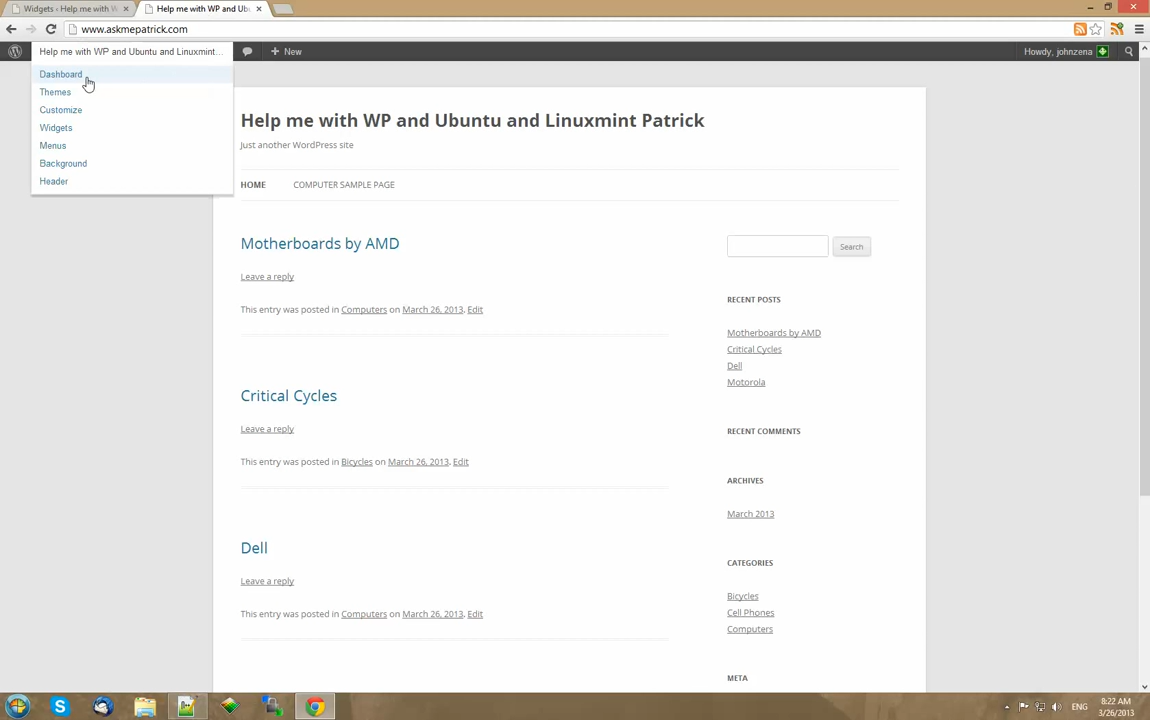 Widgets ‹ Help me with W
Help me with WP and Ubu
www.askmepatrick.com
Help me with WP and Ubuntu and Linuxmint...
New
Howdy, johnzena
Dashboard
Themes
Customize
Widgets
Menus
Background
Header
Help me with WP and Ubuntu and Linuxmint Patrick
Just another WordPress site
HOME
COMPUTER SAMPLE PAGE
Motherboards by AMD
Leave a reply
This entry was posted in Computers on March 26, 2013. Edit
Critical Cycles
Leave a reply
This entry was posted in Bicycles on March 26, 2013. Edit
Dell
Leave a reply
This entry was posted in Computers on March 26, 2013. Edit
Search
RECENT POSTS
Motherboards by AMD
Critical Cycles
Dell
Motorola
RECENT COMMENTS
ARCHIVES
March 2013
CATEGORIES
Bicycles
Cell Phones
Computers
META
ENG
8:22 AM
3/26/2013